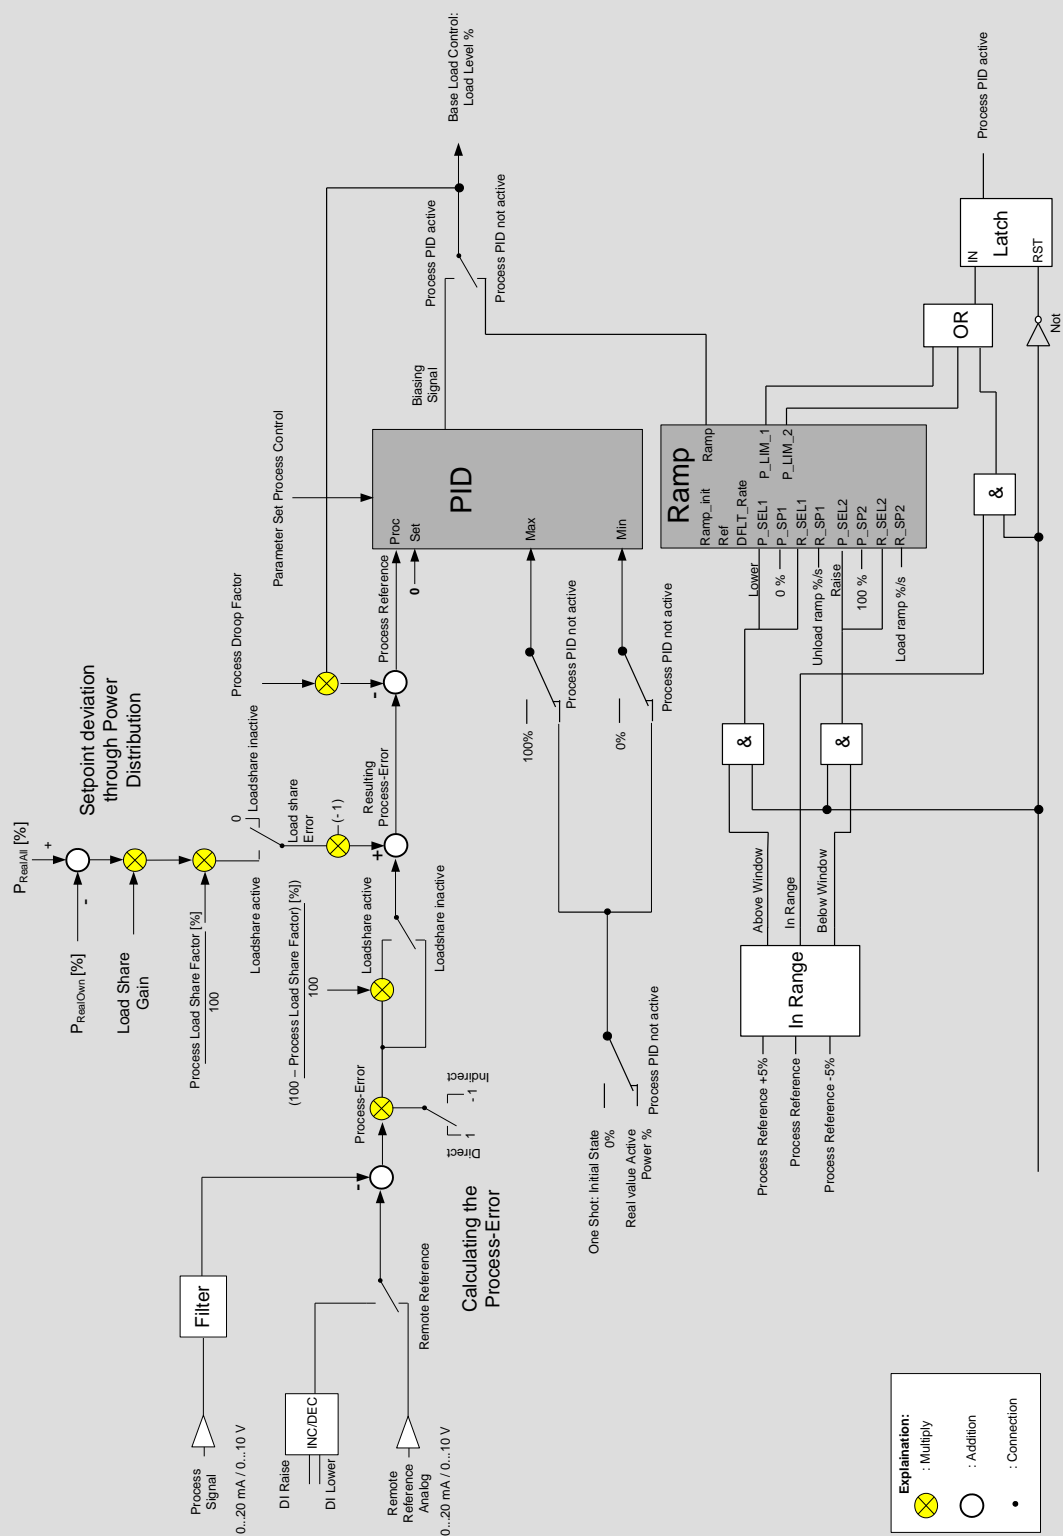 Process
Signal
0...20 mA / 0...10 V
Filter
DI Raise
DI Lower
INC/DEC
Remote
Reference
Analog
0...20 mA / 0...10 V
Remote Reference
Calculating the
Process-Error
-
Process-Error
Direct
1
-1
Indirect
P RealAll [%]
+
P RealOwn [%]
-
Load Share
Gain
Process Load Share Factor [%]
100
Setpoint deviation
through Power
Distribution
Loadshare active
0
Loadshare inactive
Load share
Error
(-1)
+
(100 – Process Load Share Factor) [%])
100
Loadshare active
Loadshare inactive
Resulting
Process-Error
Process Droop Factor
-
Process Reference
Parameter Set Process Control
Proc
Set
0
PID
Max
Min
Biasing
Signal
Process PID active
Process PID not active
Base Load Control:
Load Level %
100%
Process PID not active
0%
Process PID not active
One Shot: Initial State
0%
Real value Active
Power %
Process PID not active
Ramp
Ramp_init
Ref
DFLT_Rate
P_SEL1
P_SP1
R_SEL1
R_SP1
P_SEL2
P_SP2
R_SEL2
R_SP2
Ramp
P_LIM_1
P_LIM_2
Lower
0 %
Unload ramp %/s
Raise
100 %
Load ramp %/s
Process Reference +5%
Process Reference
Process Reference -5%
In Range
Above Window
In Range
Below Window
&
&
&
OR
Not
IN
Latch
RST
Process PID active
Explaination:
: Multiply
: Addition
: Connection